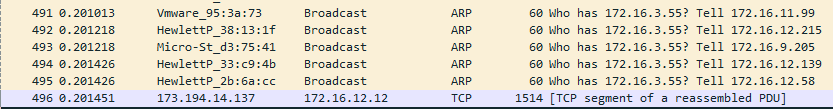 491 0.201013 Vmware_95:3a:73 Broadcast ARP 60 Who has 172.16.3.55? Tell 172.16.11.99
492 0.201218 HewlettP_38:13:1f Broadcast ARP 60 Who has 172.16.3.55? Tell 172.16.12.215
493 0.201218 Micro-St_d3:75:41 Broadcast ARP 60 Who has 172.16.3.55? Tell 172.16.9.205
494 0.201426 HewlettP_33:c9:4b Broadcast ARP 60 Who has 172.16.3.55? Tell 172.16.12.139
495 0.201426 HewlettP_2b:6a:cc Broadcast ARP 60 Who has 172.16.3.55? Tell 172.16.12.58
496 0.201451 173.194.14.137 172.16.12.12 TCP 1514 [TCP segment of a reassembled PDU]